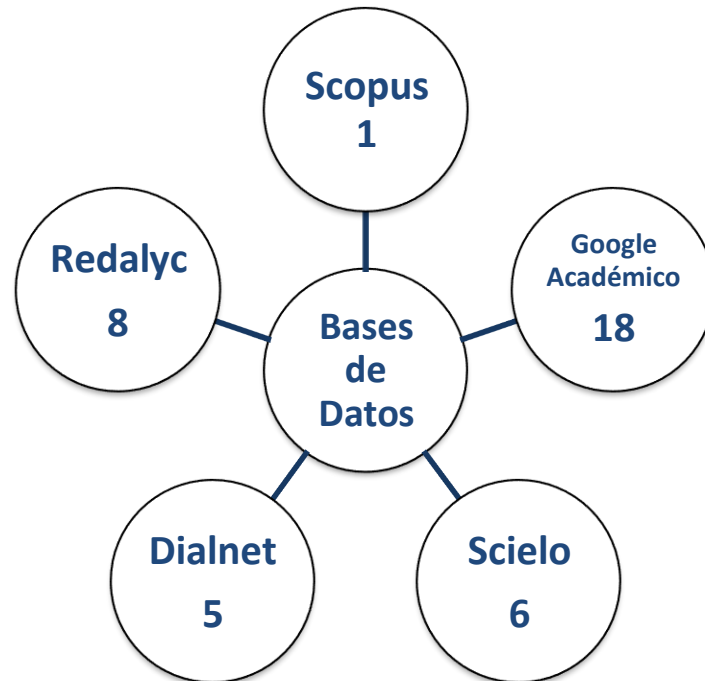 Scopus
1
Redalyc
8
Google
Académico
18
Bases
de
Datos
Dialnet
5
Scielo
6